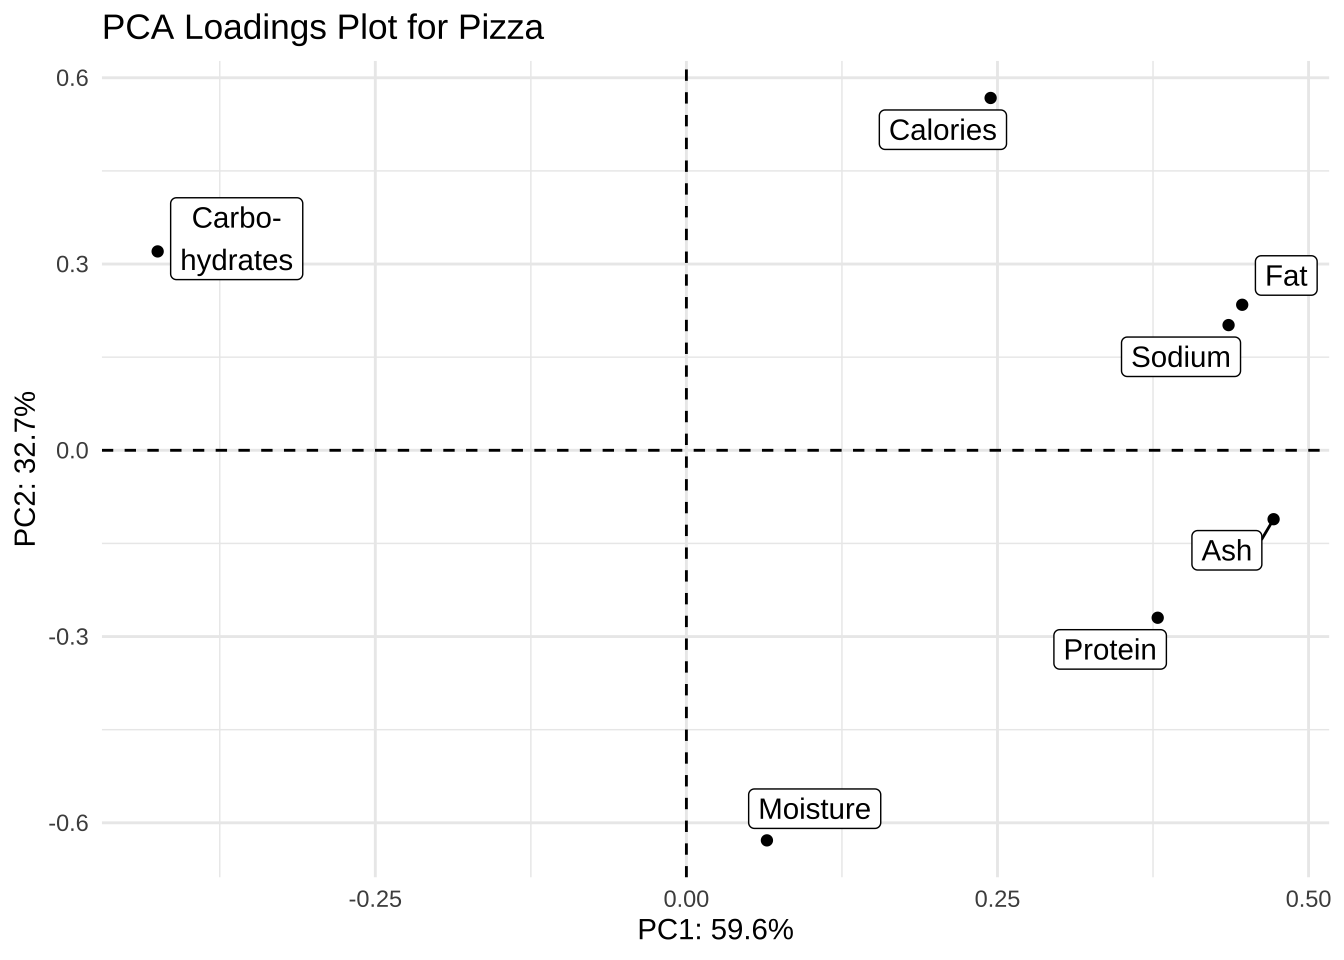 PCA Loadings Plot for Pizza
0.6
Calories
Carbo-
hydrates
0.3
Fat
Sodium
PC2: 32.7%
0.0
Ash
-0.3
Protein
Moisture
-0.6
-0.25
0.00
0.25
0.50
PC1: 59.6%